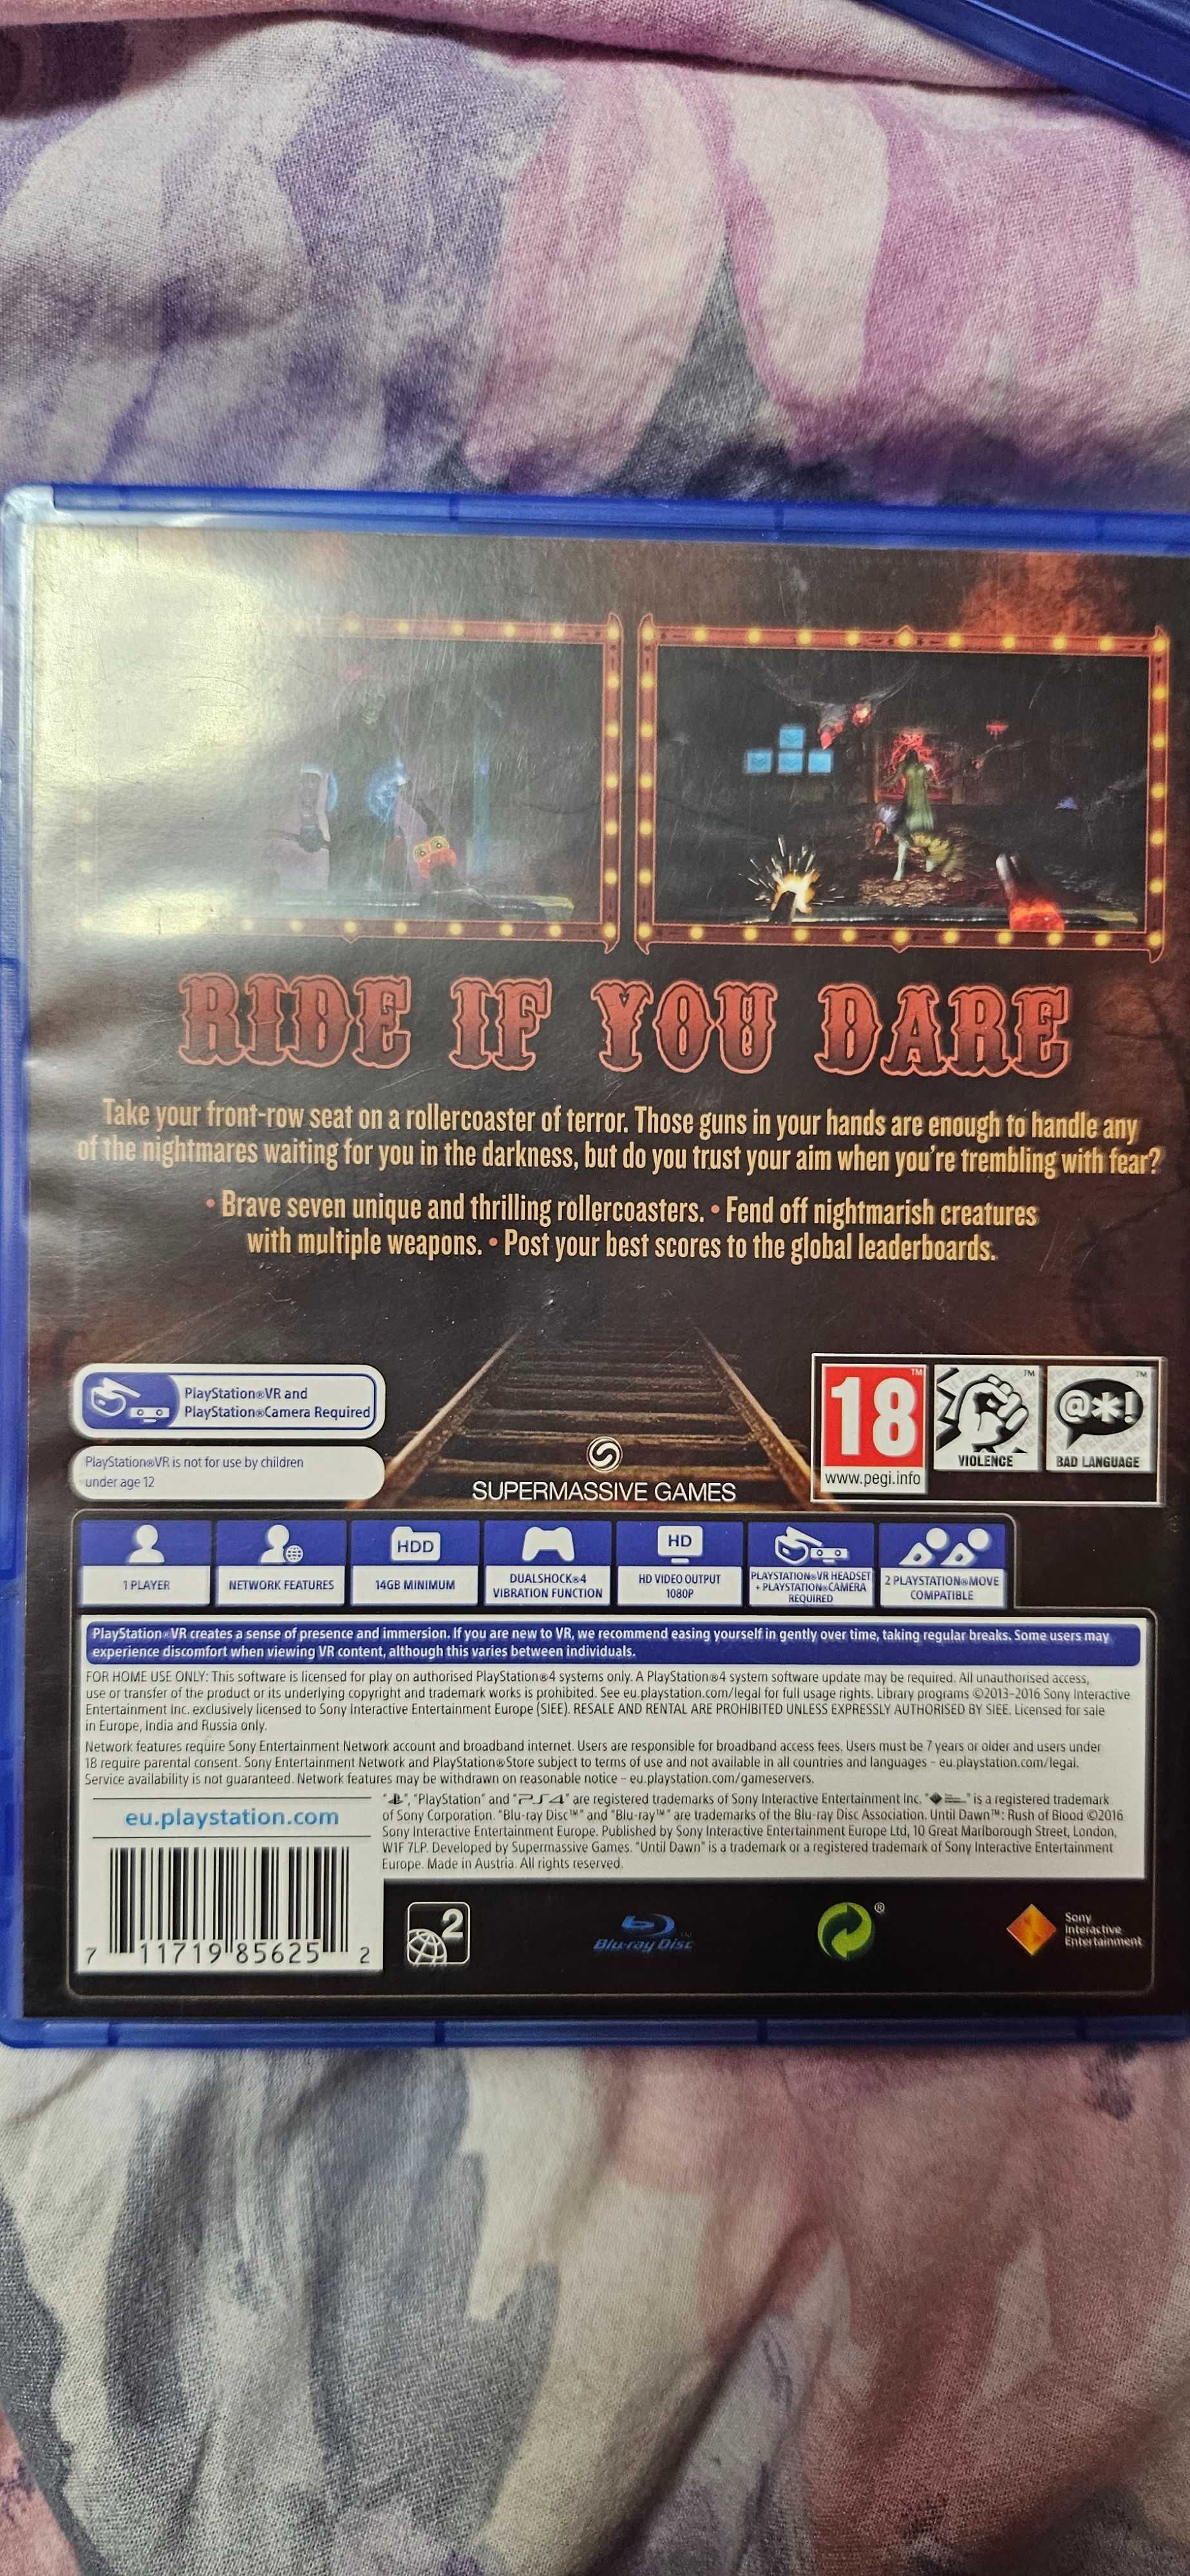 RIDE IF YOU DARE
Take your front-row seat on a rollercoaster of terror. Those guns in your hands are enough to handle any
of the nightmares waiting for you in the darkness, but do you trust your aim when you're trembling with fear?
• Brave seven unique and thrilling rollercoasters. • Fend off nightmarish creatures
with multiple weapons. • Post your best scores to the global leaderboards.
PlayStation®VR and
PlayStation®Camera Required
PlayStation®VR is not for use by children
under age 12
SUPERMASSIVE GAMES
18™
www.pegi.info
™
VIOLENCE
@*!
™
BAD LANGUAGE
1 PLAYER
NETWORK FEATURES
HDD
14GB MINIMUM
DUALSHOCK®4
VIBRATION FUNCTION
HD
HD VIDEO OUTPUT
1080P
PLAYSTATION®VR HEADSET
+ PLAYSTATION®CAMERA
REQUIRED
2 PLAYSTATION®MOVE
COMPATIBLE
PlayStation®VR creates a sense of presence and immersion. If you are new to VR, we recommend easing yourself in gently over time, taking regular breaks. Some users may
experience discomfort when viewing VR content, although this varies between individuals.
FOR HOME USE ONLY: This software is licensed for play on authorised PlayStation®4 systems only. A PlayStation®4 system software update may be required. All unauthorised access,
use or transfer of the product or its underlying copyright and trademark works is prohibited. See eu.playstation.com/legal for full usage rights. Library programs ©2013-2016 Sony Interactive
Entertainment Inc. exclusively licensed to Sony Interactive Entertainment Europe (SIEE). RESALE AND RENTAL ARE PROHIBITED UNLESS EXPRESSLY AUTHORISED BY SIEE. Licensed for sale
in Europe, India and Russia only.
Network features require Sony Entertainment Network account and broadband internet. Users are responsible for broadband access fees. Users must be 7 years or older and users under
18 require parental consent. Sony Entertainment Network and PlayStation®Store subject to terms of use and not available in all countries and languages – eu.playstation.com/legal.
Service availability is not guaranteed. Network features may be withdrawn on reasonable notice – eu.playstation.com/gameservers.
eu.playstation.com
" ", "PlayStation" and "PS4" are registered trademarks of Sony Interactive Entertainment Inc. " " is a registered trademark
of Sony Corporation. "Blu-ray Disc™" and "Blu-ray™" are trademarks of the Blu-ray Disc Association. Until Dawn™: Rush of Blood ©2016
Sony Interactive Entertainment Europe. Published by Sony Interactive Entertainment Europe Ltd, 10 Great Marlborough Street, London,
W1F 7LP. Developed by Supermassive Games. "Until Dawn" is a trademark or a registered trademark of Sony Interactive Entertainment
Europe. Made in Austria. All rights reserved.
7 11719 85625 2
2
Blu-ray Disc
®
Sony
Interactive
Entertainment